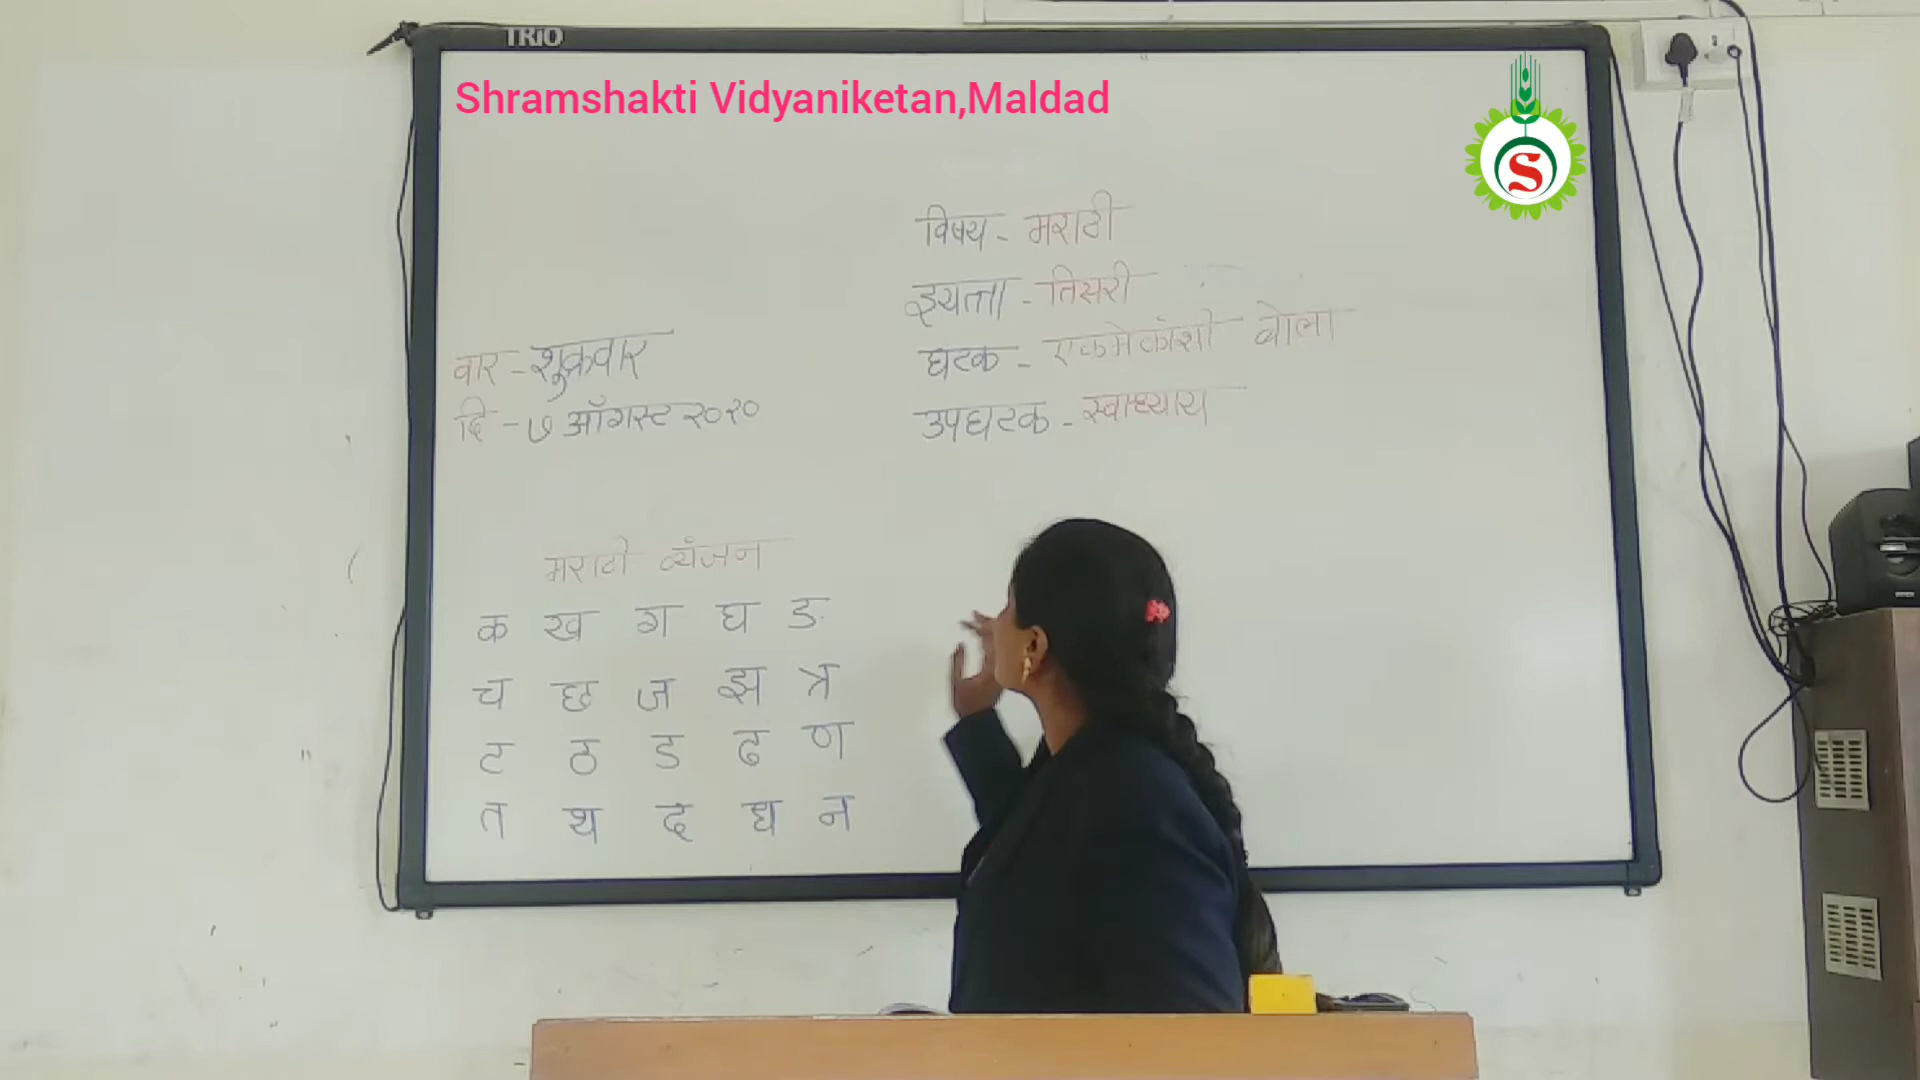 TRIO
Shramshakti Vidyaniketan,Maldad
S
विषय - मराठी
इयत्ता - तिसरी
घटक - एकमेकांशी बोला
उपघटक - स्वाध्याय
वार - शुक्रवार
दि - ७ ऑगस्ट २०२०
मराठी व्यंजन
क ख ग घ ङ
च छ ज झ त्र
ट ठ ड ढ ण
त थ द ध न